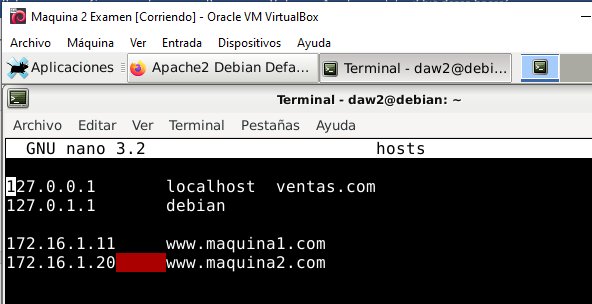 Maquina 2 Examen [Corriendo] - Oracle VM VirtualBox
Archivo Máquina Ver Entrada Dispositivos Ayuda
Aplicaciones Apache2 Debian Defa... Terminal - daw2@debi...
Terminal - daw2@debian: ~
Archivo Editar Ver Terminal Pestañas Ayuda
GNU nano 3.2 hosts
127.0.0.1 localhost ventas.com
127.0.1.1 debian
172.16.1.11 www.maquina1.com
172.16.1.20 www.maquina2.com